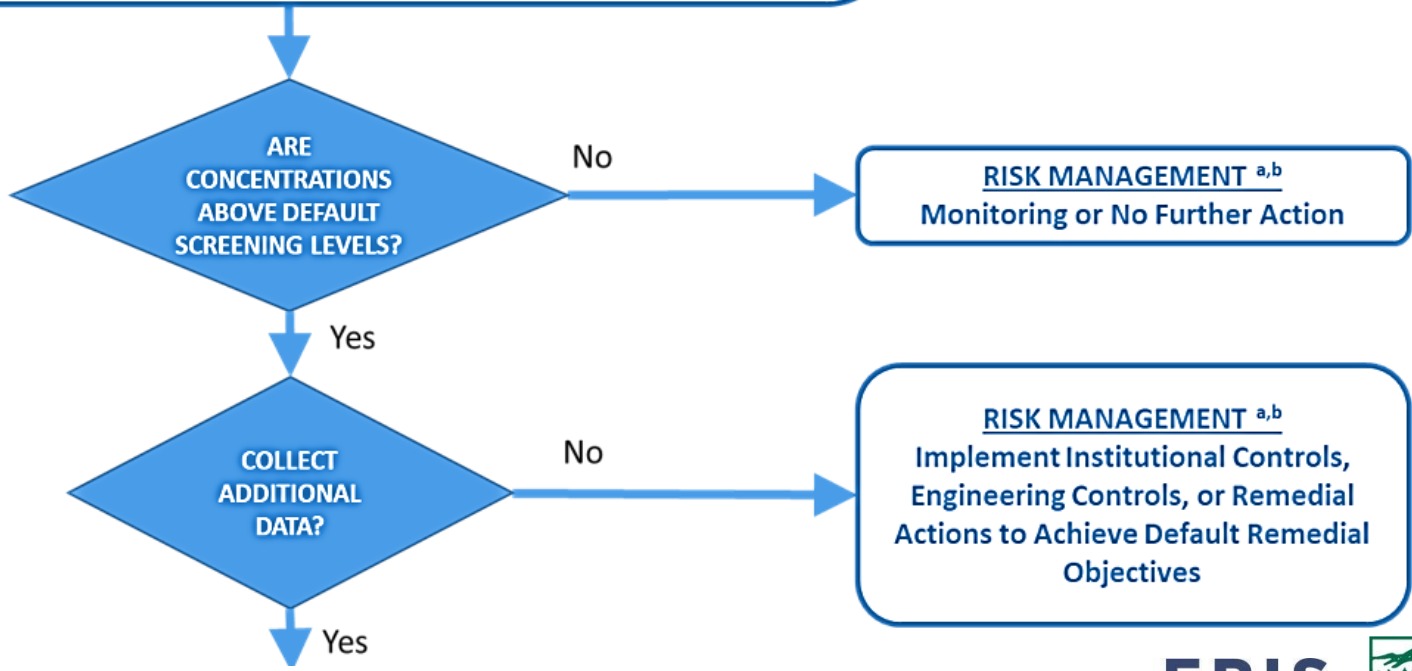 ARE
CONCENTRATIONS
ABOVE DEFAULT
SCREENING LEVELS?
No
RISK MANAGEMENT a,b
Monitoring or No Further Action
Yes
COLLECT
ADDITIONAL
DATA?
No
RISK MANAGEMENT a,b
Implement Institutional Controls,
Engineering Controls, or Remedial
Actions to Achieve Default Remedial
Objectives
Yes